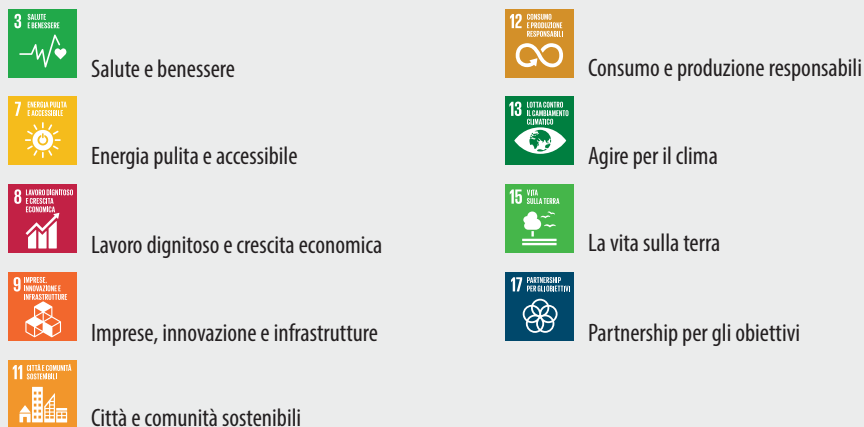 3 SALUTE
E BENESSERE
Salute e benessere
7 ENERGIA PULITA
E ACCESSIBILE
Energia pulita e accessibile
8 LAVORO DIGNITOSO
E CRESCITA
ECONOMICA
Lavoro dignitoso e crescita economica
9 IMPRESE,
INNOVAZIONE E
INFRASTRUTTURE
Imprese, innovazione e infrastrutture
11 CITTÀ E COMUNITÀ
SOSTENIBILI
Città e comunità sostenibili
12 CONSUMO
E PRODUZIONE
RESPONSABILI
Consumo e produzione responsabili
13 LOTTA CONTRO
IL CAMBIAMENTO
CLIMATICO
Agire per il clima
15 VITA
SULLA TERRA
La vita sulla terra
17 PARTNERSHIP
PER GLI OBIETTIVI
Partnership per gli obiettivi